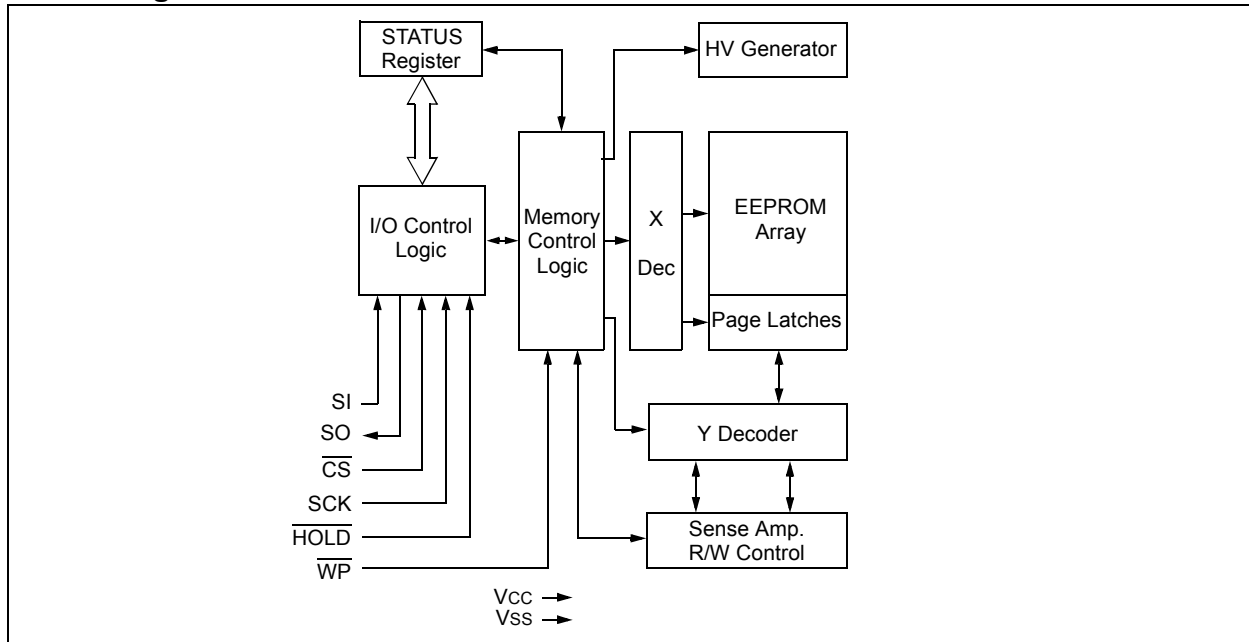 STATUS
Register
HV Generator
I/O Control
Logic
Memory
Control
Logic
X
Dec
EEPROM
Array
Page Latches
SI
SO
CS
SCK
HOLD
WP
Y Decoder
Sense Amp.
R/W Control
VCC
VSS